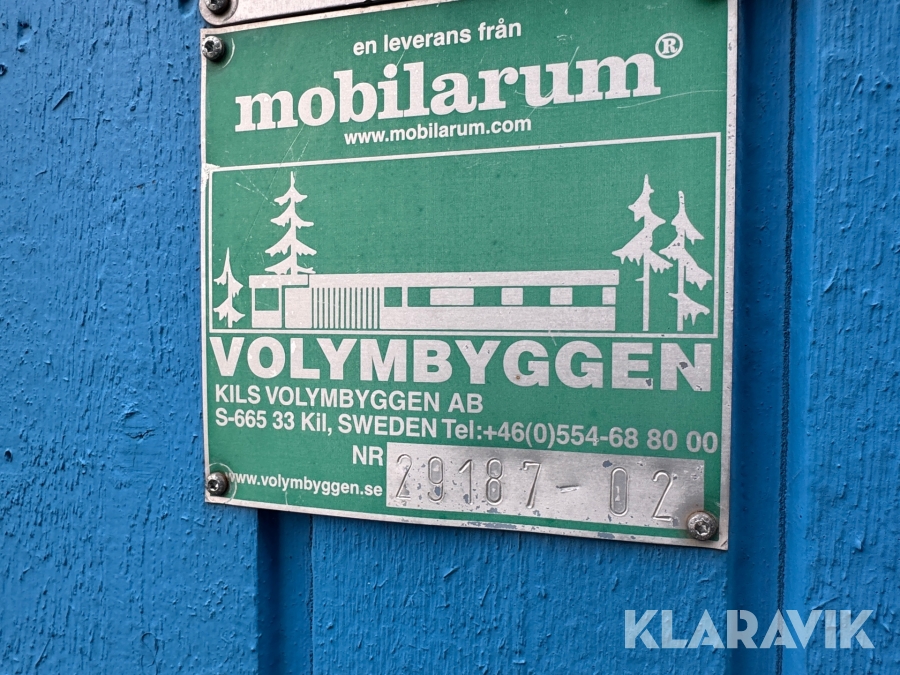 en leverans från
mobilarum®
www.mobilarum.com
VOLYMBYGGEN
KILS VOLYMBYGGEN AB
S-665 33 Kil, SWEDEN Tel:+46(0)554-68 80 00
NR 29187-02
www.volymbyggen.se
KLARAVIK